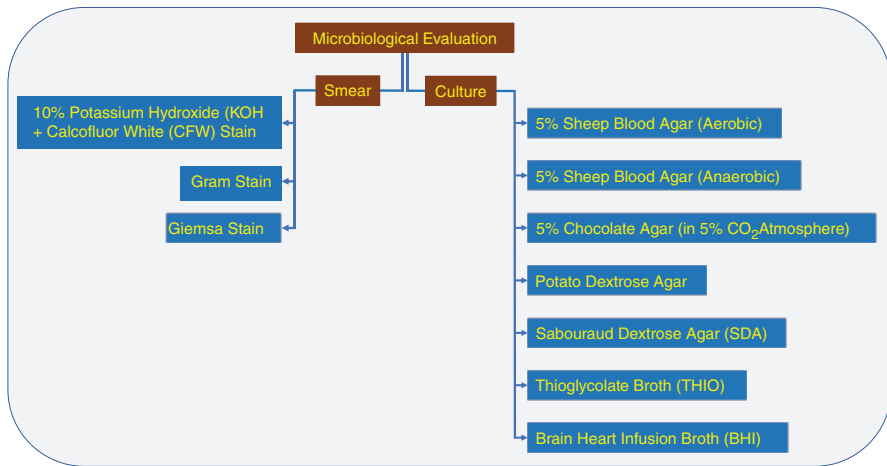 Microbiological Evaluation
Smear
Culture
10% Potassium Hydroxide (KOH
+ Calcofluor White (CFW) Stain
Gram Stain
Giemsa Stain
5% Sheep Blood Agar (Aerobic)
5% Sheep Blood Agar (Anaerobic)
5% Chocolate Agar (in 5% CO₂Atmosphere)
Potato Dextrose Agar
Sabouraud Dextrose Agar (SDA)
Thioglycolate Broth (THIO)
Brain Heart Infusion Broth (BHI)